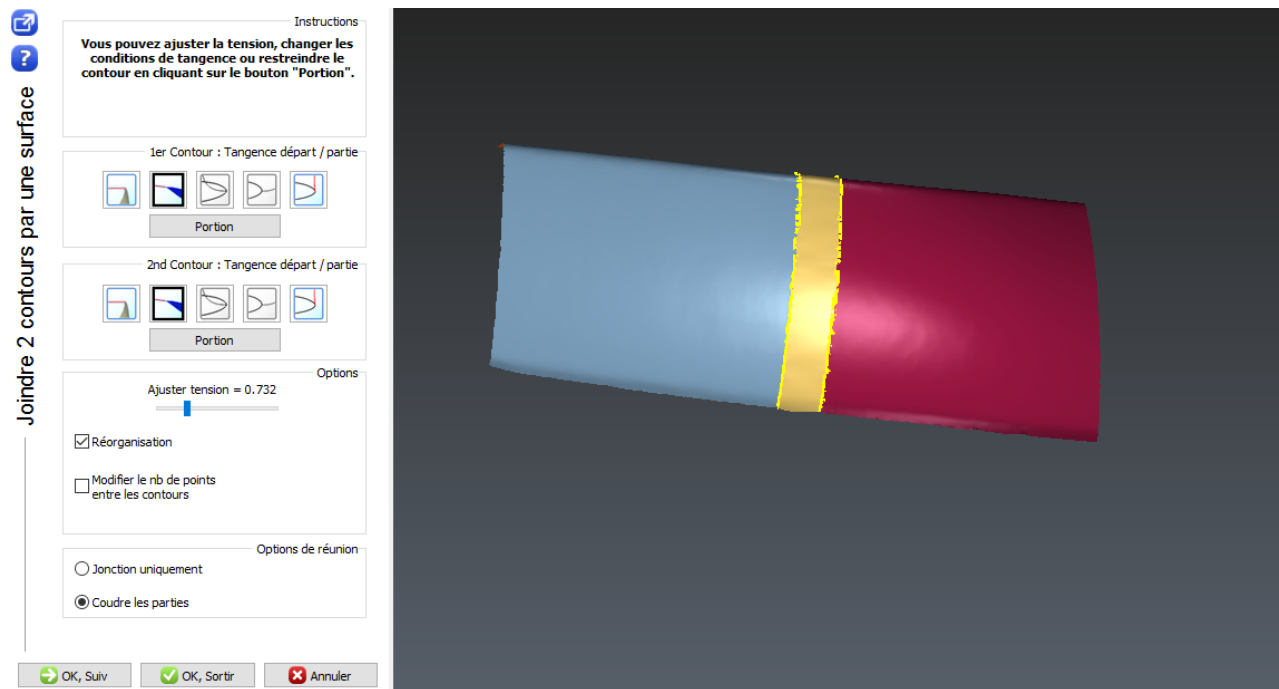 Joindre 2 contours par une surface
?
Instructions
Vous pouvez ajuster la tension, changer les
conditions de tangence ou restreindre le
contour en cliquant sur le bouton "Portion".
1er Contour : Tangence départ / partie
Portion
2nd Contour : Tangence départ / partie
Portion
Options
Ajuster tension = 0.732
Réorganisation
Modifier le nb de points
entre les contours
Options de réunion
Jonction uniquement
Coudre les parties
OK, Suiv
OK, Sortir
Annuler